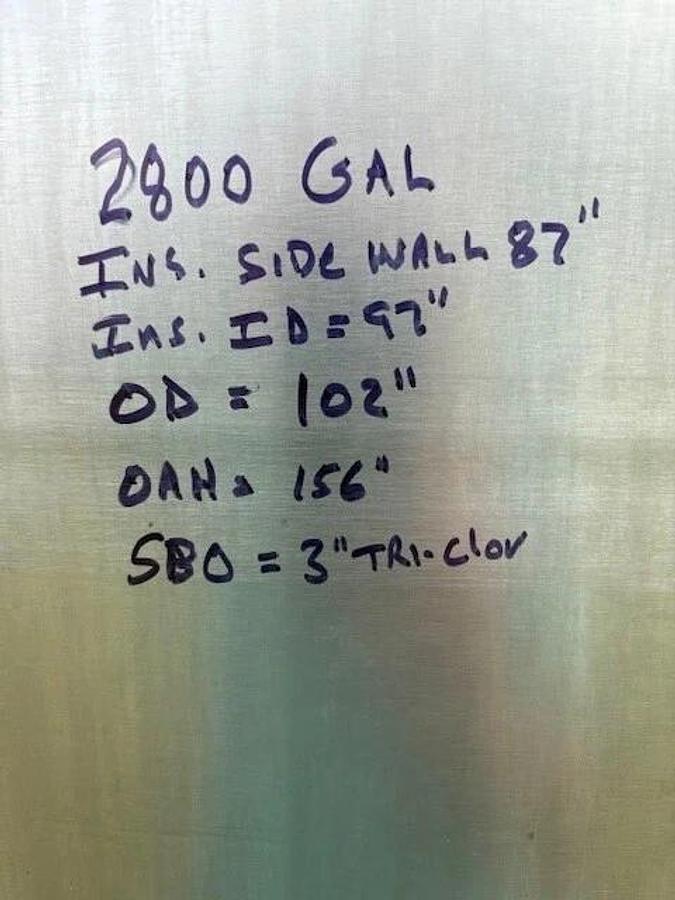 2800 GAL
INS. SIDE WALL 87"
INS. ID = 97"
OD = 102"
OAH = 156"
SBO = 3" TRI-Clov